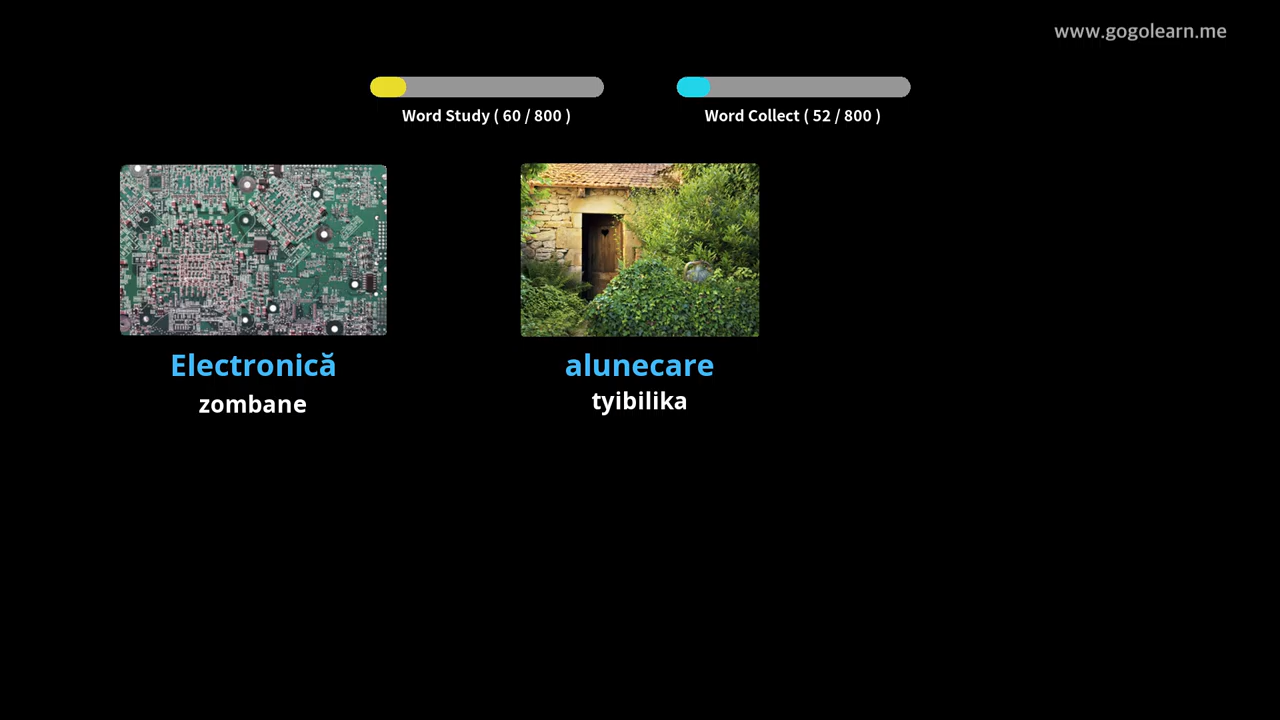 www.gogolearn.me
Word Study ( 60 / 800 )
Word Collect ( 52 / 800 )
Electronică
zombane
alunecare
tyibilika